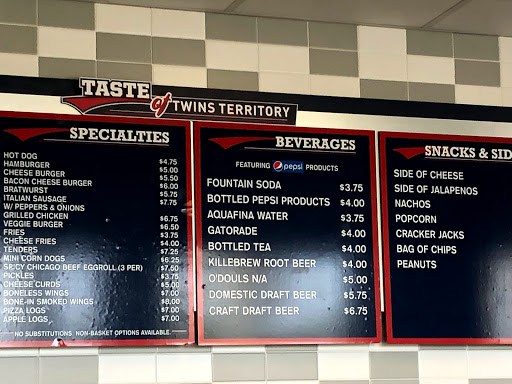 TASTE of TWINS TERRITORY
SPECIALTIES
HOT DOG $4.75
HAMBURGER $5.00
CHEESE BURGER $5.50
BACON CHEESE BURGER $6.00
BRATWURST $5.75
ITALIAN SAUSAGE $7.75
W/ PEPPERS & ONIONS
GRILLED CHICKEN $6.75
VEGGIE BURGER $6.50
FRIES $3.75
CHEESE FRIES $4.00
TENDERS $7.25
MINI CORN DOGS $6.25
SPICY CHICAGO BEEF EGGROLL (3 PER) $7.50
PICKLES $3.75
CHEESE CURDS $5.00
BONELESS WINGS $7.00
BONE-IN SMOKED WINGS $8.00
PIZZA LOGS $7.00
APPLE LOGS $7.00
NO SUBSTITUTIONS. NON-BASKET OPTIONS AVAILABLE.
BEVERAGES
FEATURING pepsi PRODUCTS
FOUNTAIN SODA $3.75
BOTTLED PEPSI PRODUCTS $4.00
AQUAFINA WATER $3.75
GATORADE $4.00
BOTTLED TEA $4.00
KILLEBREW ROOT BEER $4.00
O'DOULS N/A $5.00
DOMESTIC DRAFT BEER $5.75
CRAFT DRAFT BEER $6.75
SNACKS & SID
SIDE OF CHEESE
SIDE OF JALAPENOS
NACHOS
POPCORN
CRACKER JACKS
BAG OF CHIPS
PEANUTS